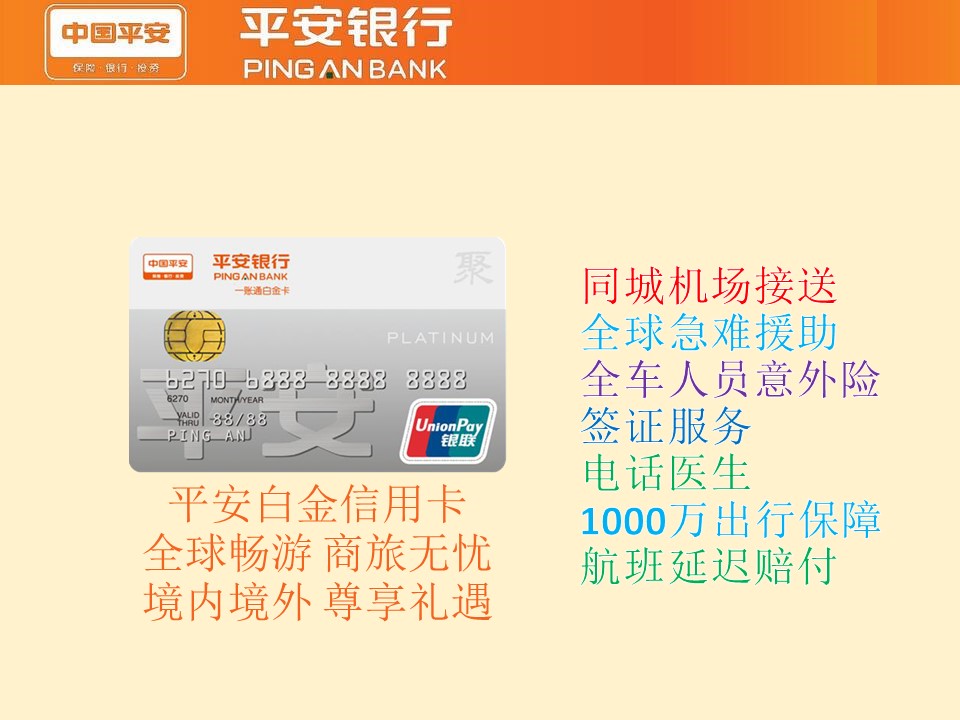 中国平安
保险·银行·投资
平安银行
PING AN BANK
中国平安
保险·银行·投资
平安银行
PING AN BANK
一账通白金卡
聚
PLATINUM
平安
6270 6888 8888 8888
6270 MONTH/YEAR
VALID THRU 88/88
PING AN
UnionPay
银联
平安白金信用卡
全球畅游 商旅无忧
境内境外 尊享礼遇
同城机场接送
全球急难援助
全车人员意外险
签证服务
电话医生
1000万出行保障
航班延迟赔付